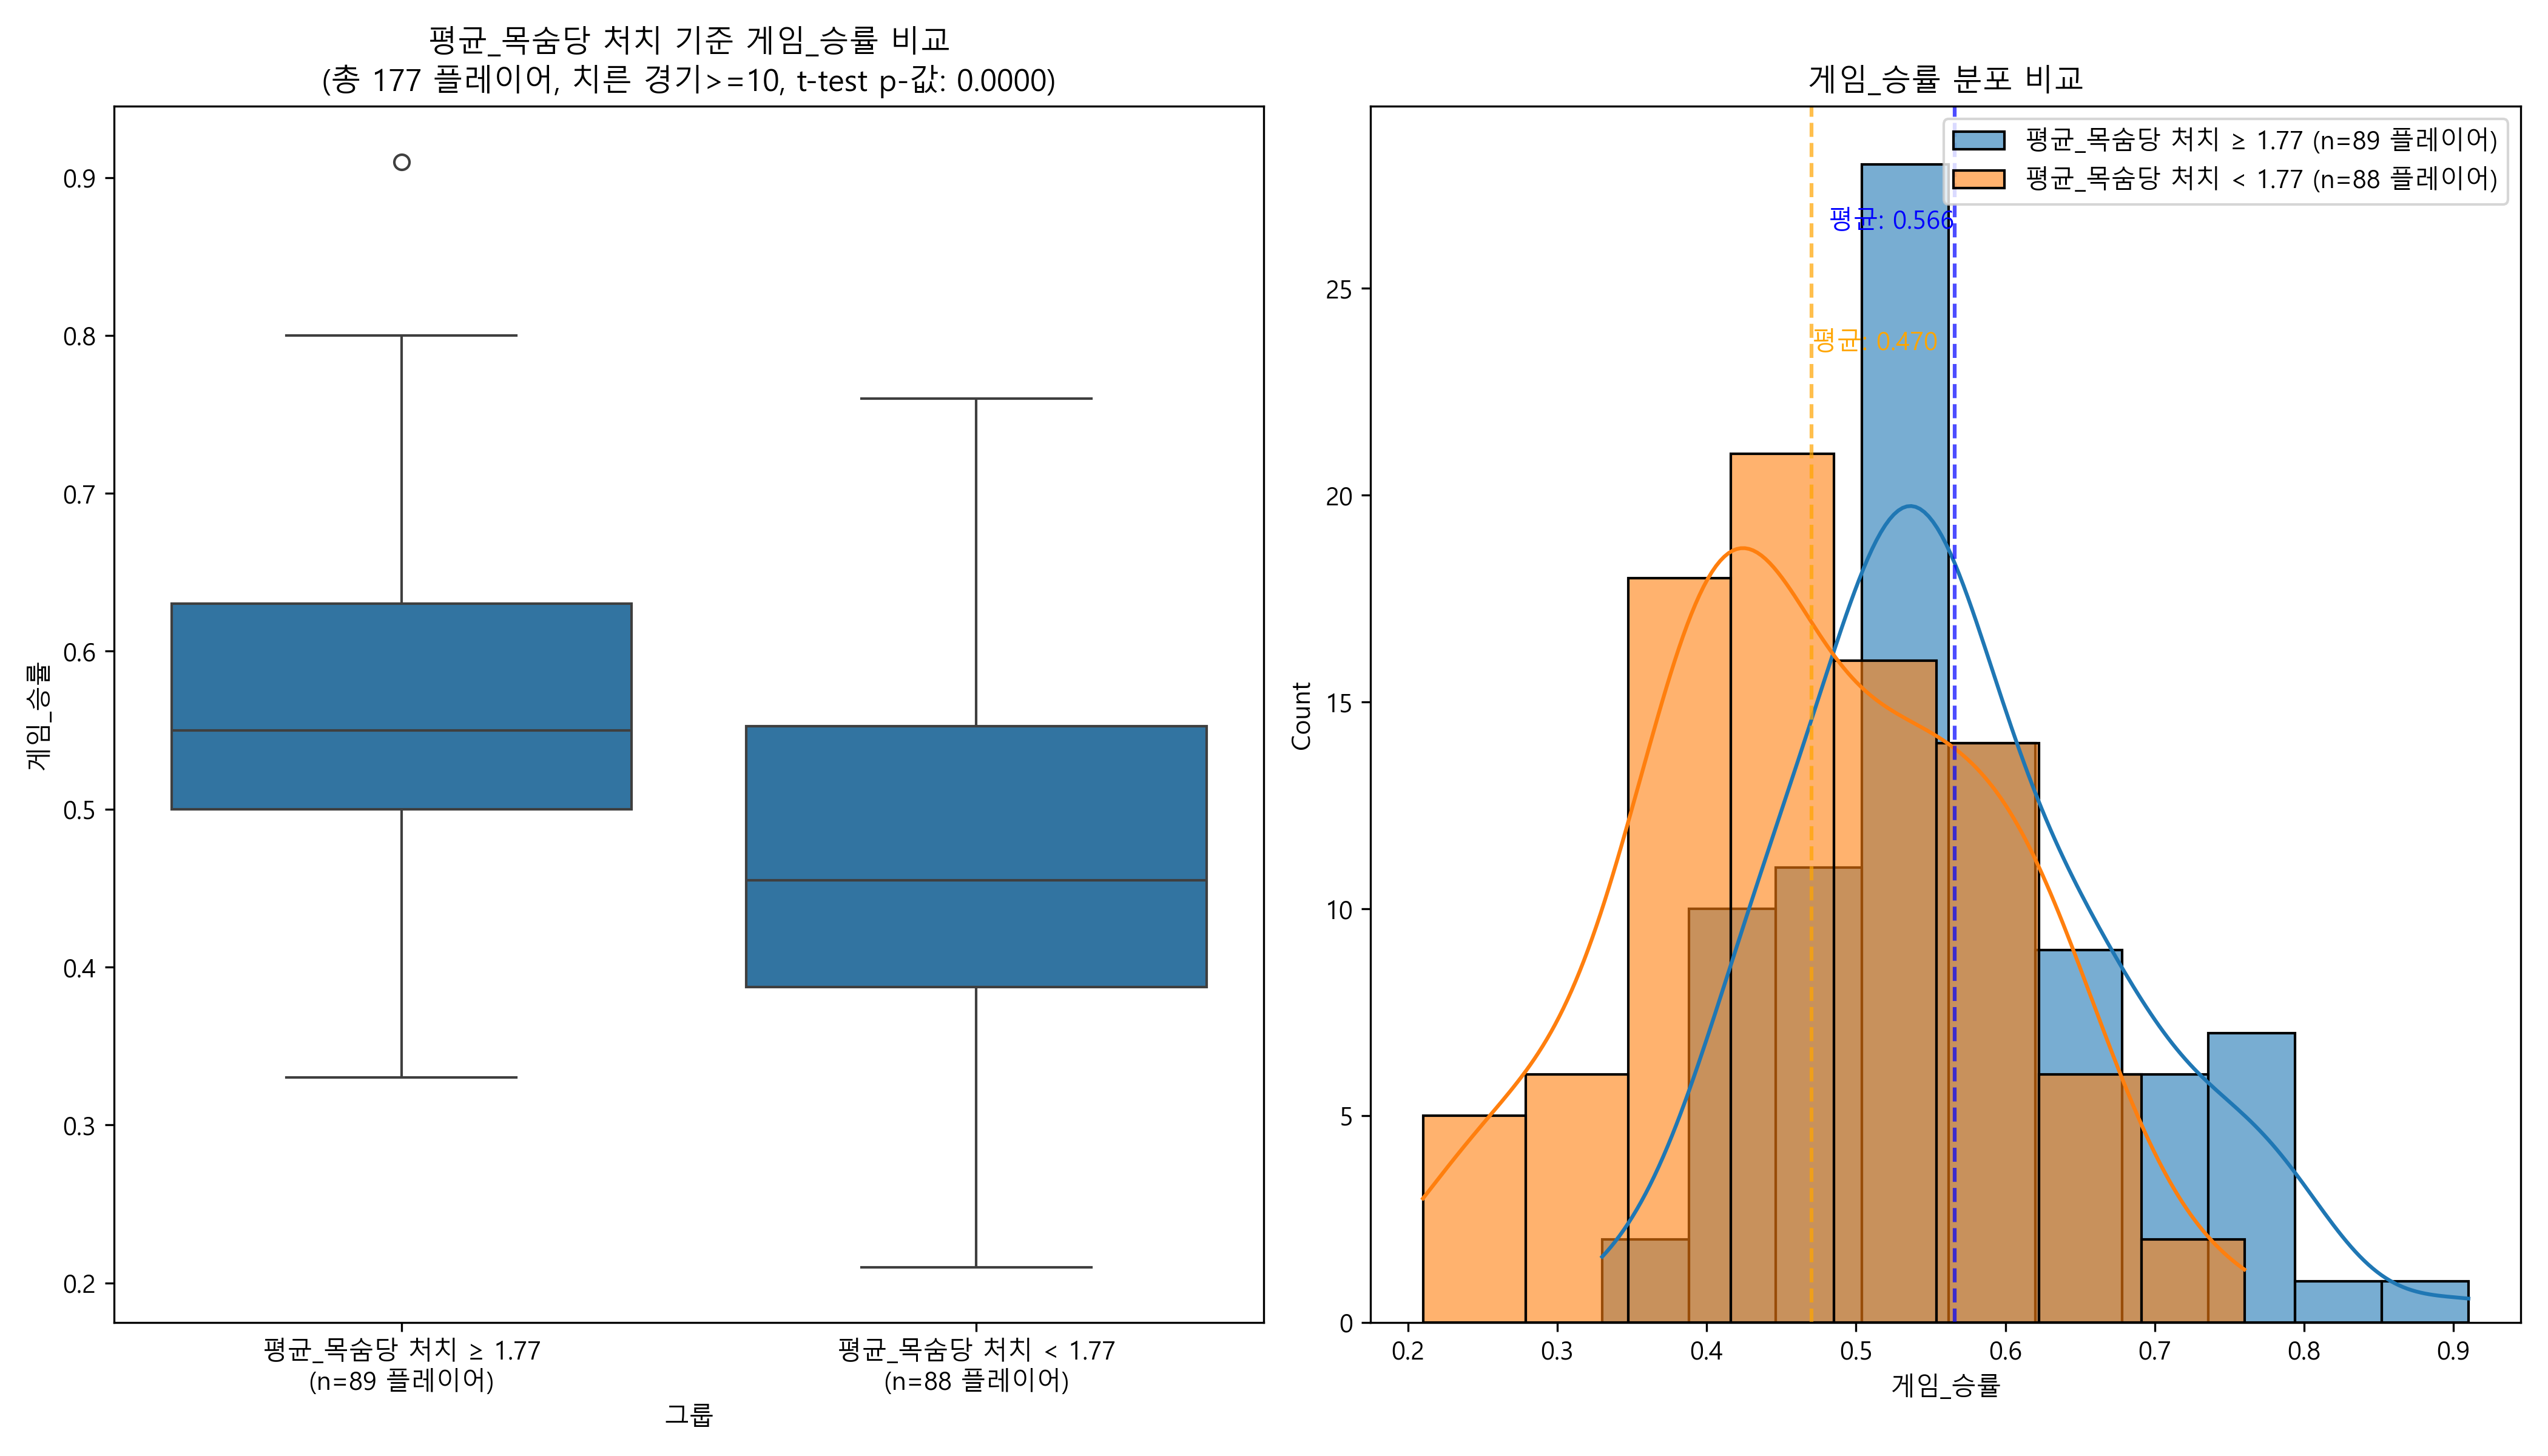 평균_목숨당 처치 기준 게임_승률 비교
(총 177 플레이어, 치른 경기>=10, t-test p-값: 0.0000)
게임_승률
0.9
0.8
0.7
0.6
0.5
0.4
0.3
0.2
평균_목숨당 처치 ≥ 1.77
(n=89 플레이어)
평균_목숨당 처치 < 1.77
(n=88 플레이어)
그룹
게임_승률 분포 비교
평균_목숨당 처치 ≥ 1.77 (n=89 플레이어)
평균_목숨당 처치 < 1.77 (n=88 플레이어)
평균: 0.566
평균: 0.470
Count
25
20
15
10
5
0
0.2 0.3 0.4 0.5 0.6 0.7 0.8 0.9
게임_승률